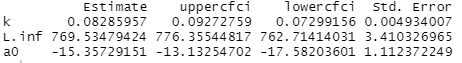 Estimate uppercfci lowercfci Std. Error
k 0.08285957 0.09272759 0.07299156 0.004934007
L.inf 769.53479424 776.35544817 762.71414031 3.410326965
a0 -15.35729151 -13.13254702 -17.58203601 1.112372249